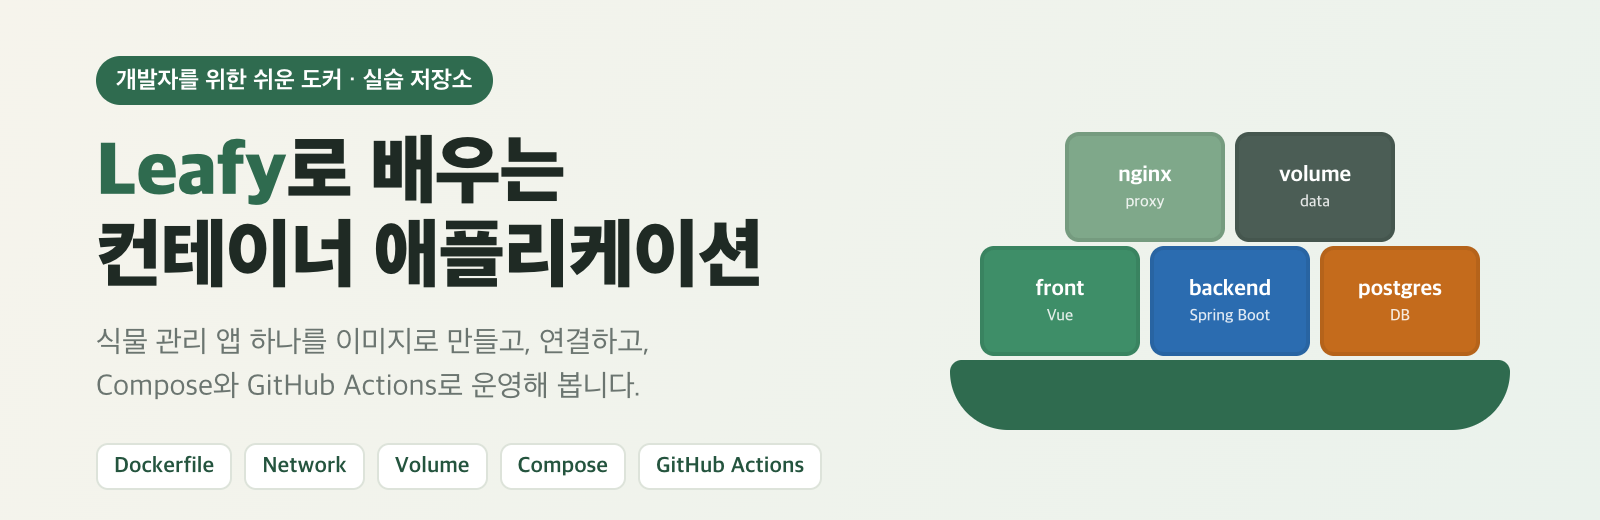 개발자를 위한 쉬운 도커 · 실습 저장소
Leafy로 배우는
컨테이너 애플리케이션
식물 관리 앱 하나를 이미지로 만들고, 연결하고,
Compose와 GitHub Actions로 운영해 봅니다.
Dockerfile
Network
Volume
Compose
GitHub Actions
nginx
proxy
volume
data
front
Vue
backend
Spring Boot
postgres
DB